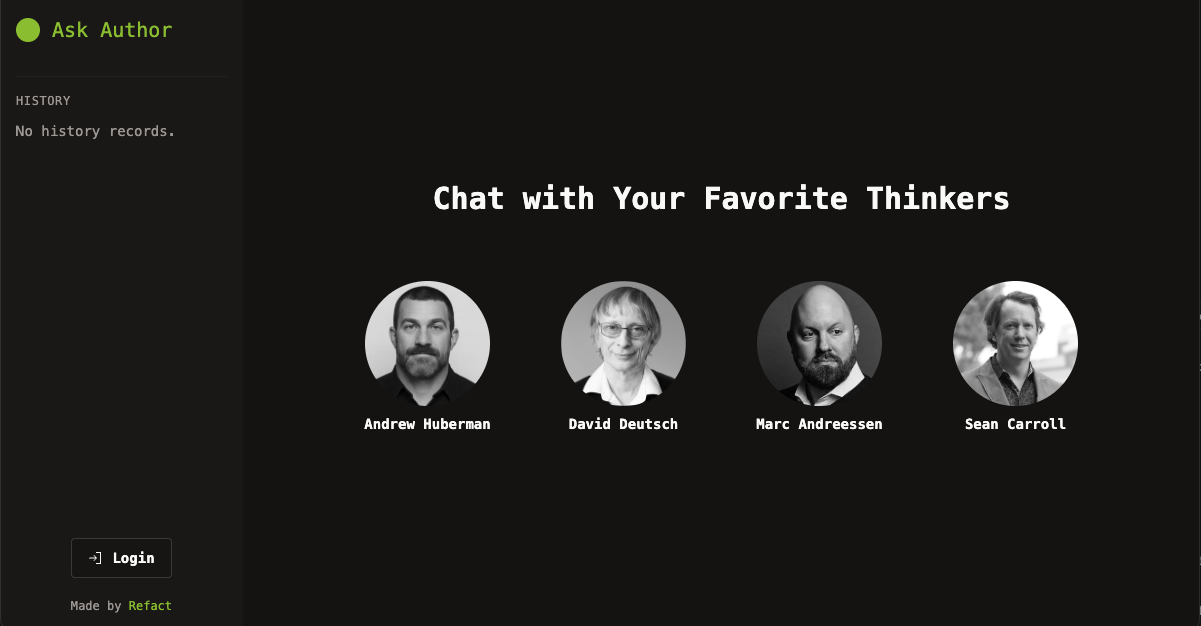 Ask Author
HISTORY
No history records.
Chat with Your Favorite Thinkers
Andrew Huberman
David Deutsch
Marc Andreessen
Sean Carroll
Login
Made by Refact